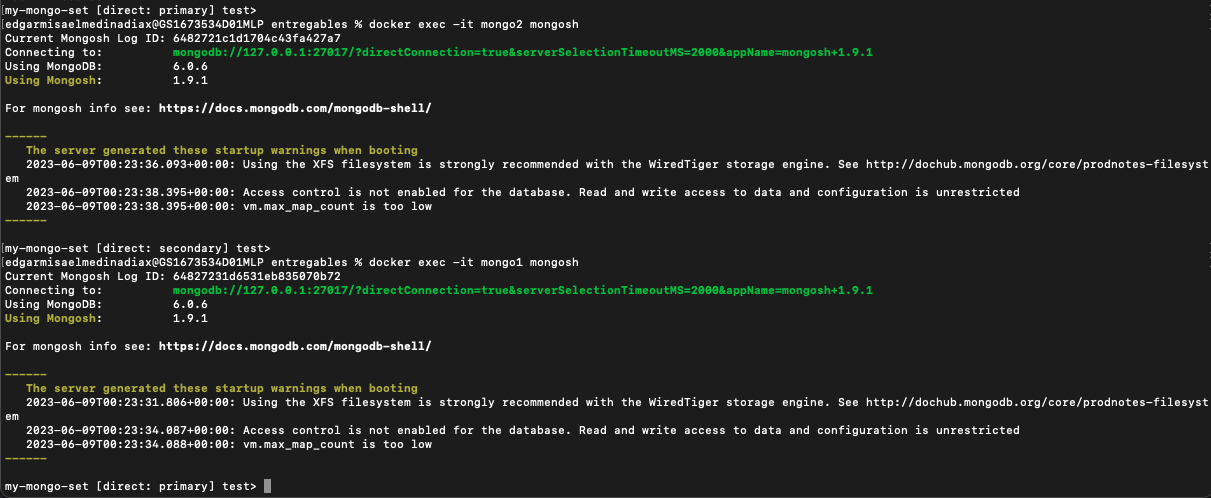 [my-mongo-set [direct: primary] test>
[edgarmisaelmedinadiax@GS1673534D01MLP entregables % docker exec -it mongo2 mongosh
Current Mongosh Log ID: 6482721c1d1704c43fa427a7
Connecting to:          mongodb://127.0.0.1:27017/?directConnection=true&serverSelectionTimeoutMS=2000&appName=mongosh+1.9.1
Using MongoDB:          6.0.6
Using Mongosh:          1.9.1
For mongosh info see: https://docs.mongodb.com/mongodb-shell/
------
   The server generated these startup warnings when booting
   2023-06-09T00:23:36.093+00:00: Using the XFS filesystem is strongly recommended with the WiredTiger storage engine. See http://dochub.mongodb.org/core/prodnotes-filesyst
em
   2023-06-09T00:23:38.395+00:00: Access control is not enabled for the database. Read and write access to data and configuration is unrestricted
   2023-06-09T00:23:38.395+00:00: vm.max_map_count is too low
------
[my-mongo-set [direct: secondary] test>
[edgarmisaelmedinadiax@GS1673534D01MLP entregables % docker exec -it mongo1 mongosh
Current Mongosh Log ID: 64827231d6531eb835070b72
Connecting to:          mongodb://127.0.0.1:27017/?directConnection=true&serverSelectionTimeoutMS=2000&appName=mongosh+1.9.1
Using MongoDB:          6.0.6
Using Mongosh:          1.9.1
For mongosh info see: https://docs.mongodb.com/mongodb-shell/
------
   The server generated these startup warnings when booting
   2023-06-09T00:23:31.806+00:00: Using the XFS filesystem is strongly recommended with the WiredTiger storage engine. See http://dochub.mongodb.org/core/prodnotes-filesyst
em
   2023-06-09T00:23:34.087+00:00: Access control is not enabled for the database. Read and write access to data and configuration is unrestricted
   2023-06-09T00:23:34.088+00:00: vm.max_map_count is too low
------
my-mongo-set [direct: primary] test>